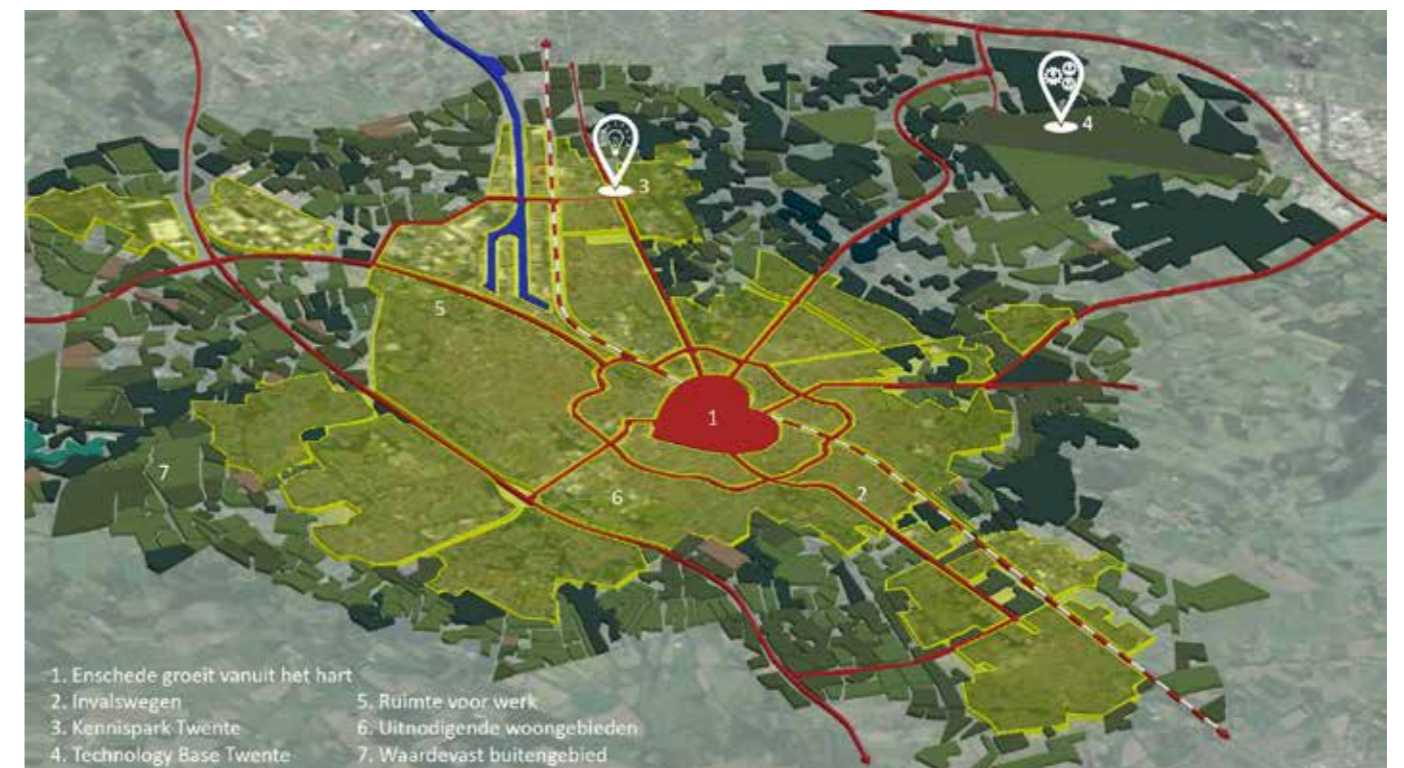 3
4
5
1
7
6
2
1. Enschede groeit vanuit het hart
2. Invalswegen
3. Kennispark Twente
4. Technology Base Twente
5. Ruimte voor werk
6. Uitnodigende woongebieden
7. Waardevast buitengebied